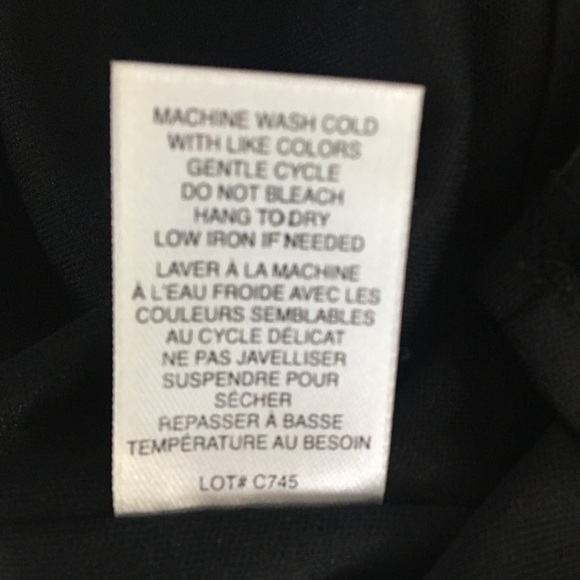 MACHINE WASH COLD
WITH LIKE COLORS
GENTLE CYCLE
DO NOT BLEACH
HANG TO DRY
LOW IRON IF NEEDED
LAVER À LA MACHINE
À L'EAU FROIDE AVEC LES
COULEURS SEMBLABLES
AU CYCLE DÉLICAT
NE PAS JAVELLISER
SUSPENDRE POUR
SÉCHER
REPASSER À BASSE
TEMPÉRATURE AU BESOIN
LOT# C745